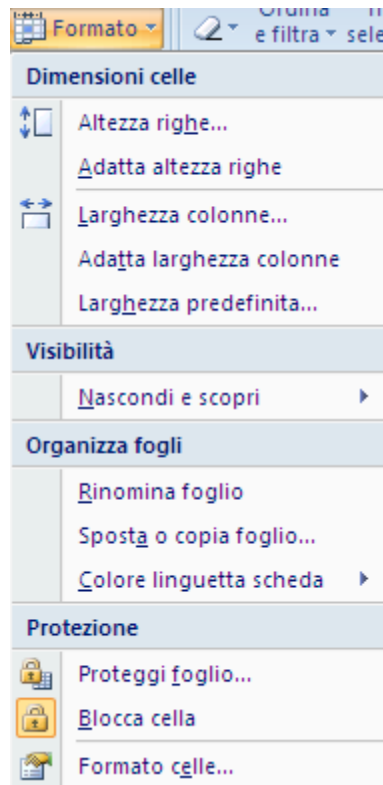 Formato
e filtra
Dimensioni celle
Altezza righe...
Adatta altezza righe
Larghezza colonne...
Adatta larghezza colonne
Larghezza predefinita...
Visibilità
Nascondi e scopri
Organizza fogli
Rinomina foglio
Sposta o copia foglio...
Colore linguetta scheda
Protezione
Proteggi foglio...
Blocca cella
Formato celle...